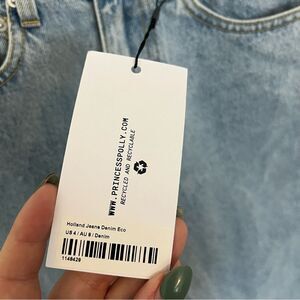 WWW.PRINCESSPOLLY.COM
RECYCLED AND RECYCLABLE
Holland Jeans Denim Eco
US 4 / AU 8 / Denim
1148428